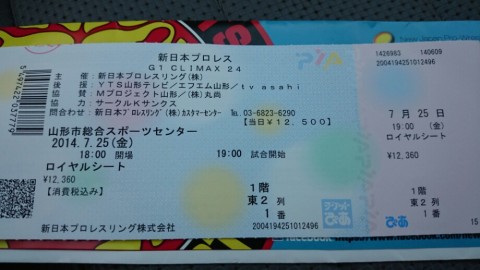 新日本プロレス
G1 CLIMAX 24
主 催：新日本プロレスリング(株)
後 援：YTS山形テレビ/エフエム山形/tv asahi
協 賛：Mプロジェクト山形/(株)丸尚
協 力：サークルKサンクス
問合わせ：新日本プロレスリング(株)カスタマーセンター TEL 03-6823-6290
【当日¥12,500】
山形市総合スポーツセンター
2014.7.25(金)
18:00 開場 19:00 試合開始
ロイヤルシート
¥12,360
【消費税込み】
1階
東2 列
1番
新日本プロレスリング株式会社
2004194251012496
PIA
1426983 140609
2004194251012496
7月25日
ロイヤルシート
¥12,360
1階
東2 列
1番
チケットぴあ
facebook